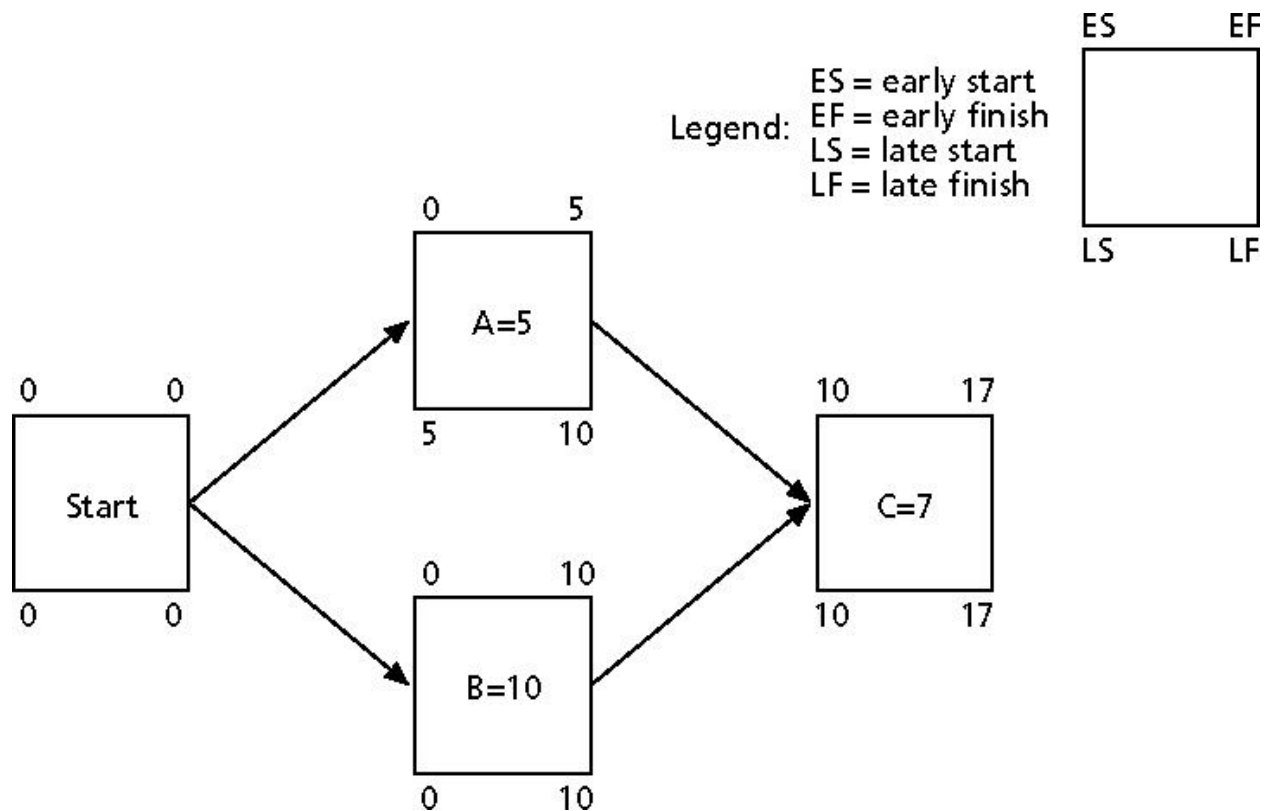 ES EF
ES = early start
EF = early finish
Legend:
LS = late start
LF = late finish
LS LF
0 5
A=5
5 10
0 0
Start
0 0
10 17
C=7
10 17
0 10
B=10
0 10